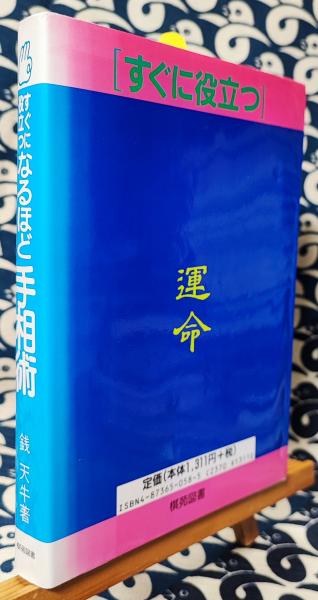 [すぐに役立つ]
運命
定価(本体1,311円+税)
ISBN4-87365-058-5 C2370 P1311E
棋苑図書
すぐに役立つ
なるほど手相術
銭天牛著
棋苑図書